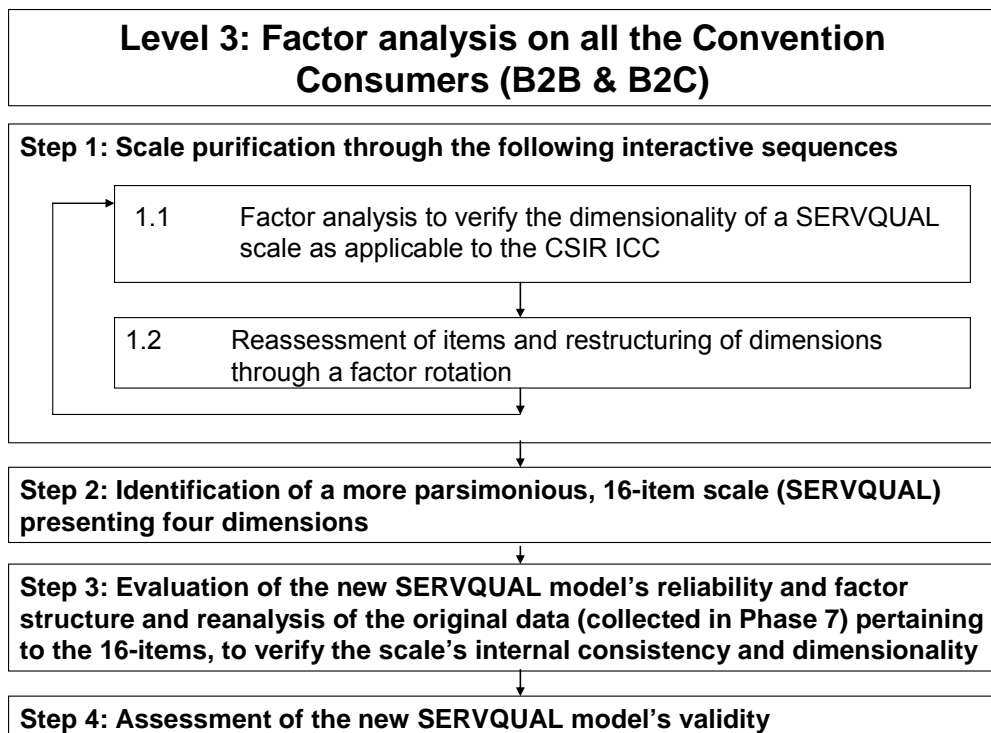 Level 3: Factor analysis on all the Convention
Consumers (B2B & B2C)
Step 1: Scale purification through the following interactive sequences
1.1 Factor analysis to verify the dimensionality of a SERVQUAL
scale as applicable to the CSIR ICC
1.2 Reassessment of items and restructuring of dimensions
through a factor rotation
Step 2: Identification of a more parsimonious, 16-item scale (SERVQUAL)
presenting four dimensions
Step 3: Evaluation of the new SERVQUAL model’s reliability and factor
structure and reanalysis of the original data (collected in Phase 7) pertaining
to the 16-items, to verify the scale’s internal consistency and dimensionality
Step 4: Assessment of the new SERVQUAL model’s validity